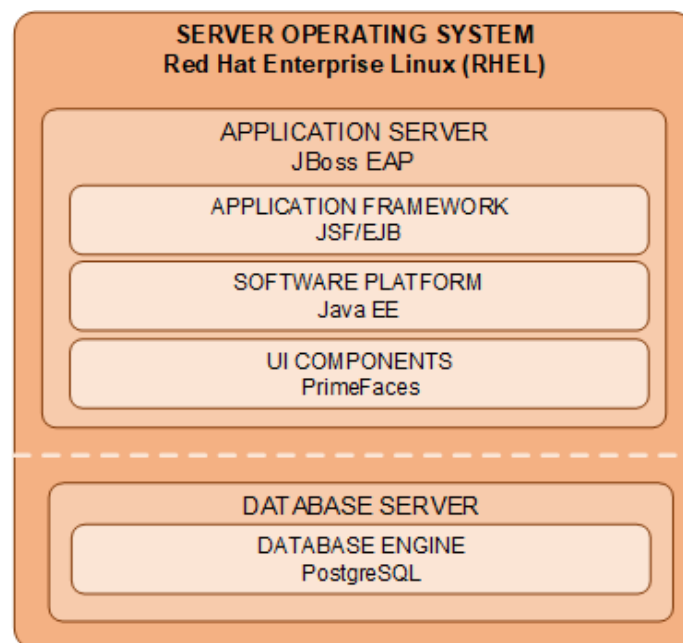 SERVER OPERATING SYSTEM
Red Hat Enterprise Linux (RHEL)
APPLICATION SERVER
JBoss EAP
APPLICATION FRAMEWORK
JSF/EJB
SOFTWARE PLATFORM
Java EE
UI COMPONENTS
PrimeFaces
DATABASE SERVER
DATABASE ENGINE
PostgreSQL